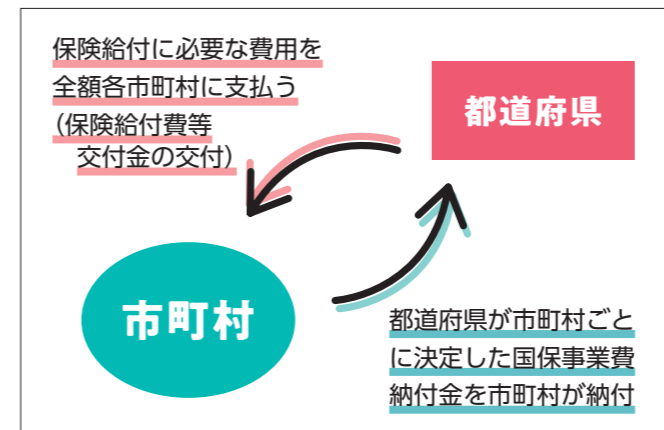 保険給付に必要な費用を
全額各市町村に支払う
（保険給付費等
交付金の交付）
都道府県
市町村
都道府県が市町村ごと
に決定した国保事業費
納付金を市町村が納付